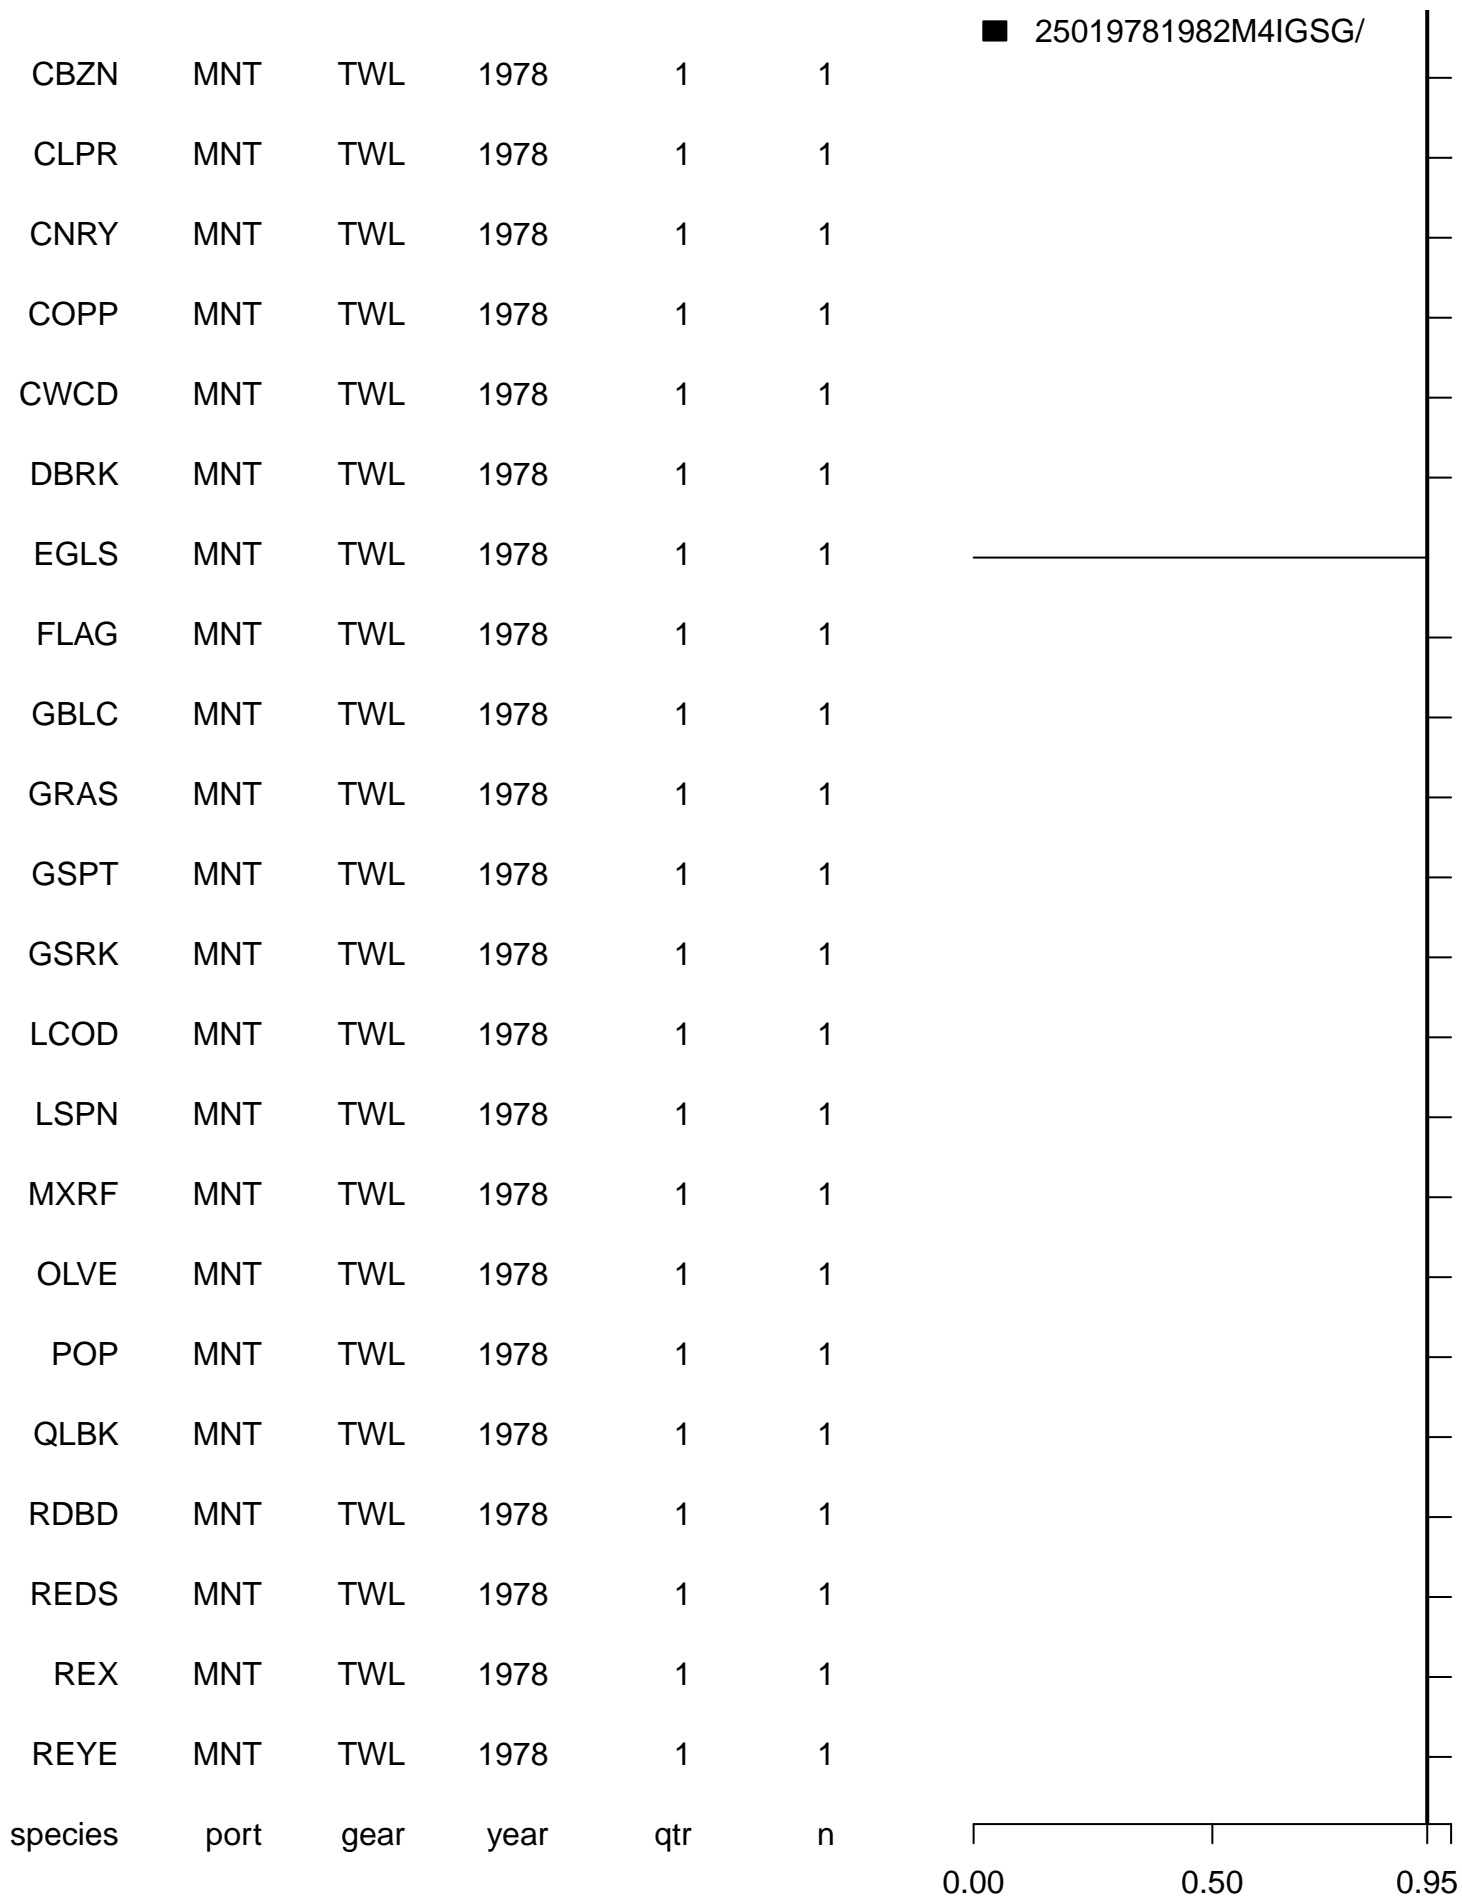 25019781982M4IGSG/
CBZN MNT TWL 1978 1 1
CLPR MNT TWL 1978 1 1
CNRY MNT TWL 1978 1 1
COPP MNT TWL 1978 1 1
CWCD MNT TWL 1978 1 1
DBRK MNT TWL 1978 1 1
EGLS MNT TWL 1978 1 1
FLAG MNT TWL 1978 1 1
GBLC MNT TWL 1978 1 1
GRAS MNT TWL 1978 1 1
GSPT MNT TWL 1978 1 1
GSRK MNT TWL 1978 1 1
LCOD MNT TWL 1978 1 1
LSPN MNT TWL 1978 1 1
MXRF MNT TWL 1978 1 1
OLVE MNT TWL 1978 1 1
POP MNT TWL 1978 1 1
QLBK MNT TWL 1978 1 1
RDBD MNT TWL 1978 1 1
REDS MNT TWL 1978 1 1
REX MNT TWL 1978 1 1
REYE MNT TWL 1978 1 1
species port gear year qtr n
0.00 0.50 0.95